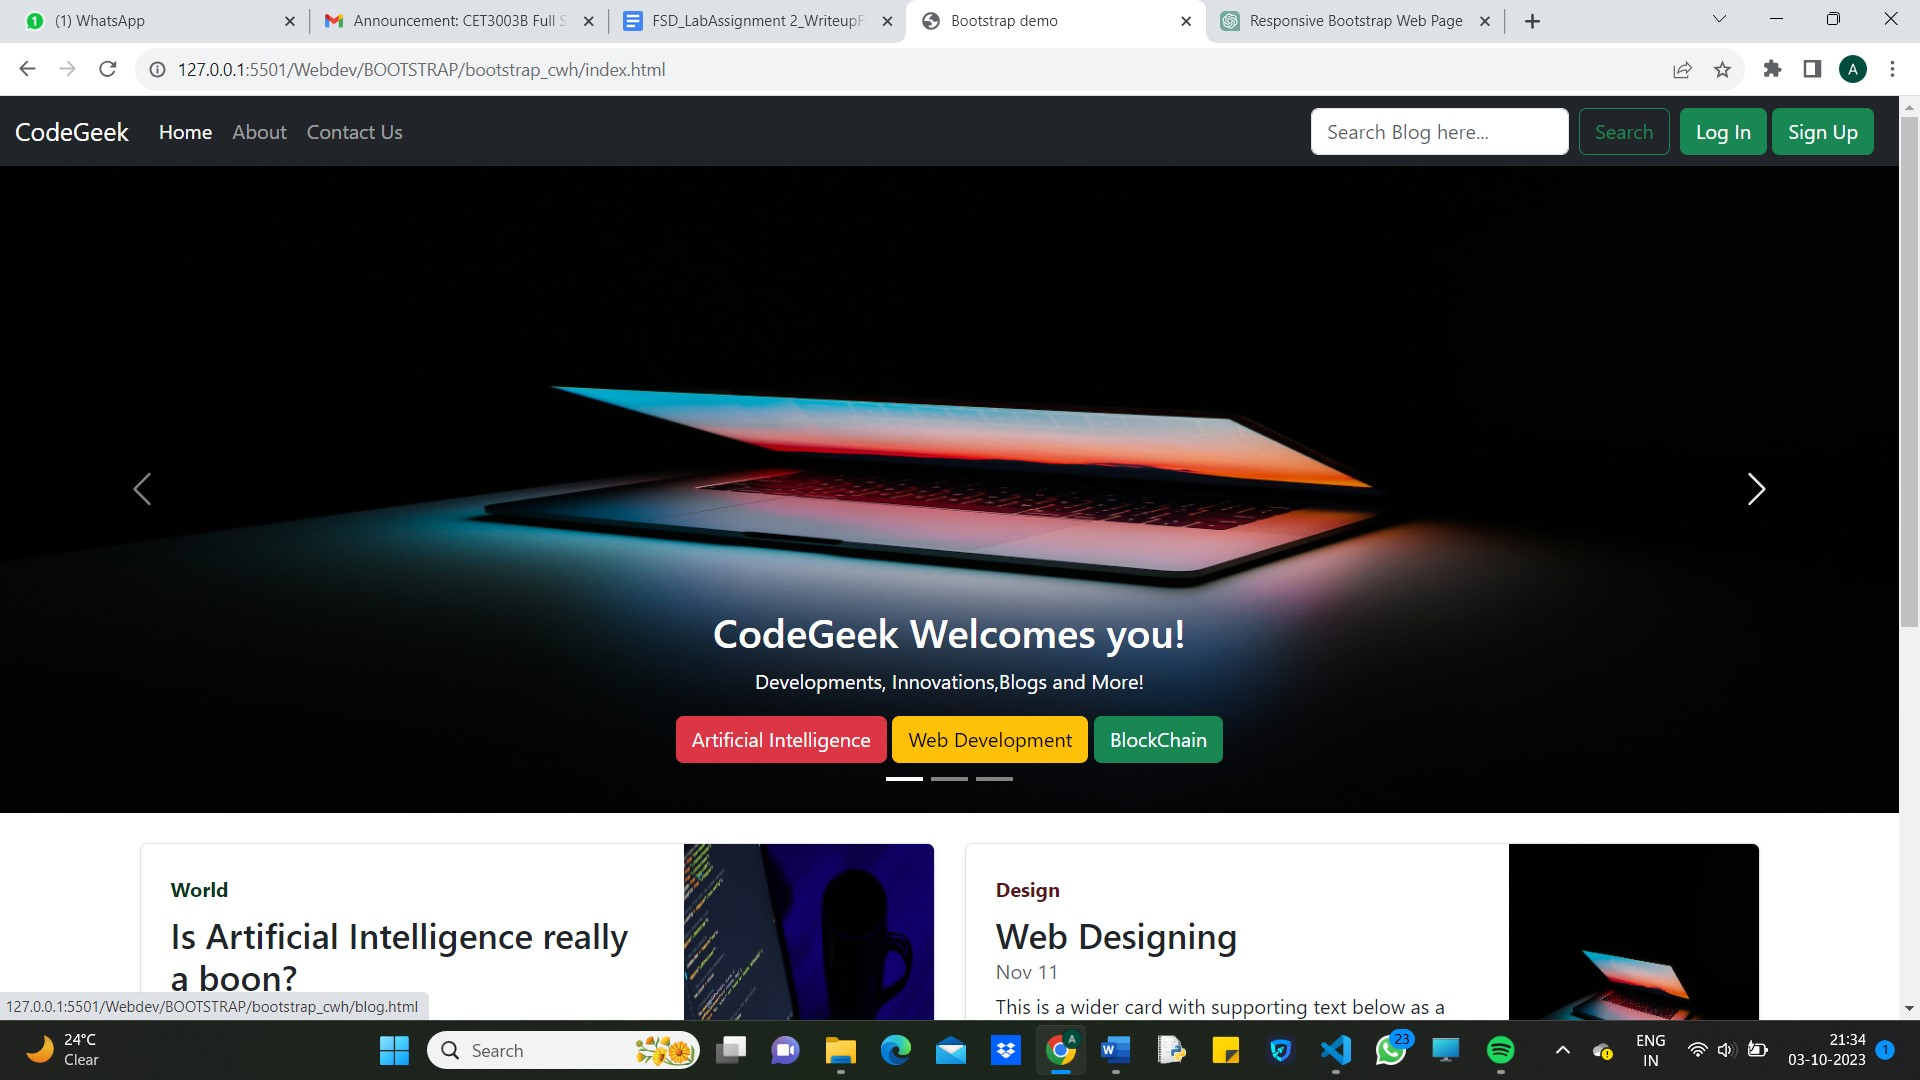 (1) WhatsApp
Announcement: CET3003B Full S
FSD_LabAssignment 2_WriteupF
Bootstrap demo
Responsive Bootstrap Web Page
127.0.0.1:5501/Webdev/BOOTSTRAP/bootstrap_cwh/index.html
A
CodeGeek Home About Contact Us Search Blog here... Search Log In Sign Up
CodeGeek Welcomes you!
Developments, Innovations,Blogs and More!
Artificial Intelligence Web Development BlockChain
World
Is Artificial Intelligence really
a boon?
Design
Web Designing
Nov 11
This is a wider card with supporting text below as a
127.0.0.1:5501/Webdev/BOOTSTRAP/bootstrap_cwh/blog.html
24°C
Clear
Search
A
23
ENG
IN
21:34
03-10-2023
1